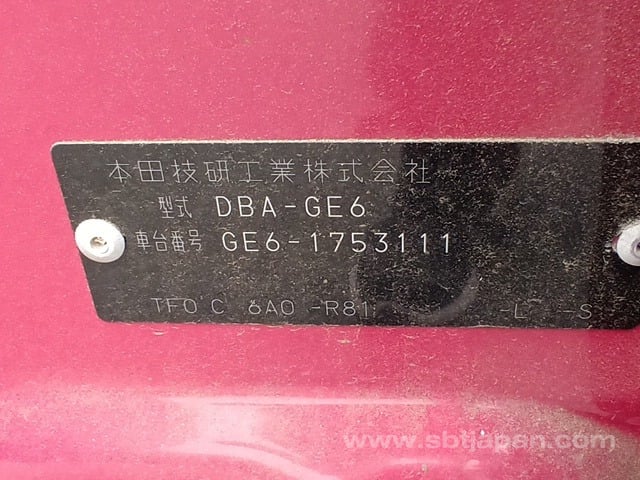 本田技研工業株式会社
型式 DBA-GE6
車台番号 GE6-1753111
TF0 C 6A0 -R81 -L --S
www.sbtjapan.com